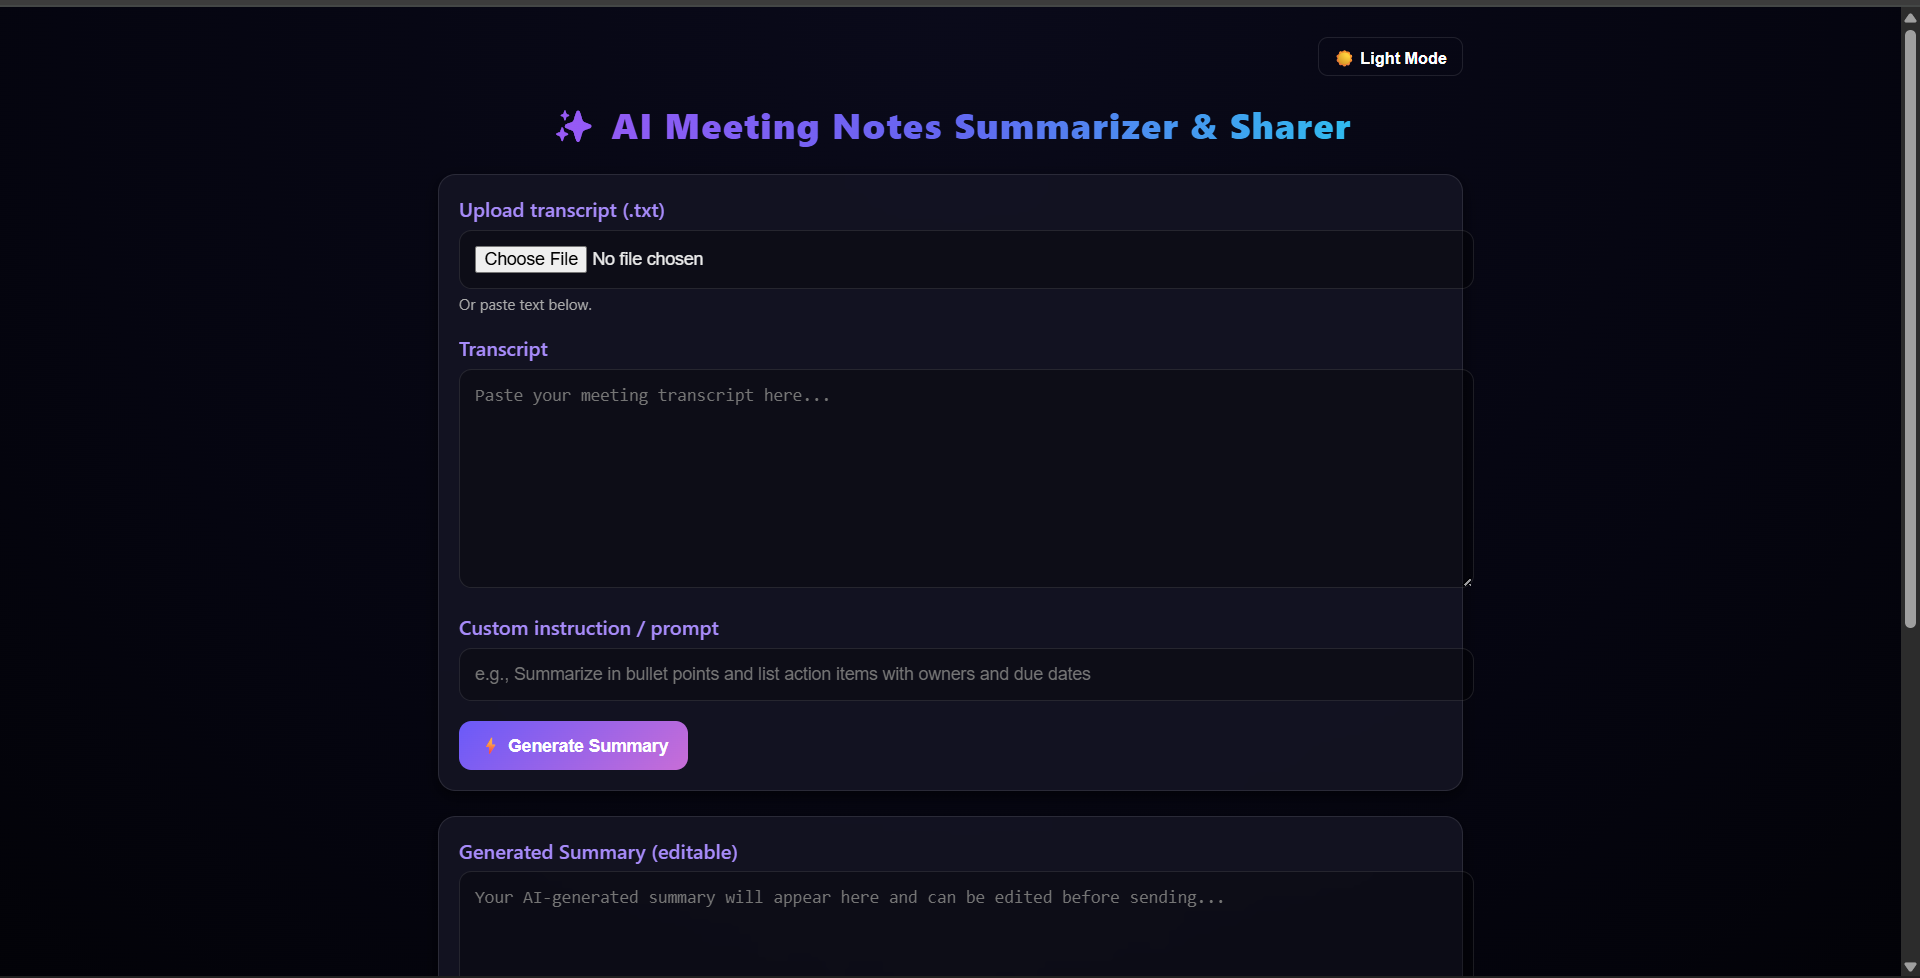 Light Mode
AI Meeting Notes Summarizer & Sharer
Upload transcript (.txt)
Choose File No file chosen
Or paste text below.
Transcript
Paste your meeting transcript here...
Custom instruction / prompt
e.g., Summarize in bullet points and list action items with owners and due dates
Generate Summary
Generated Summary (editable)
Your AI-generated summary will appear here and can be edited before sending...